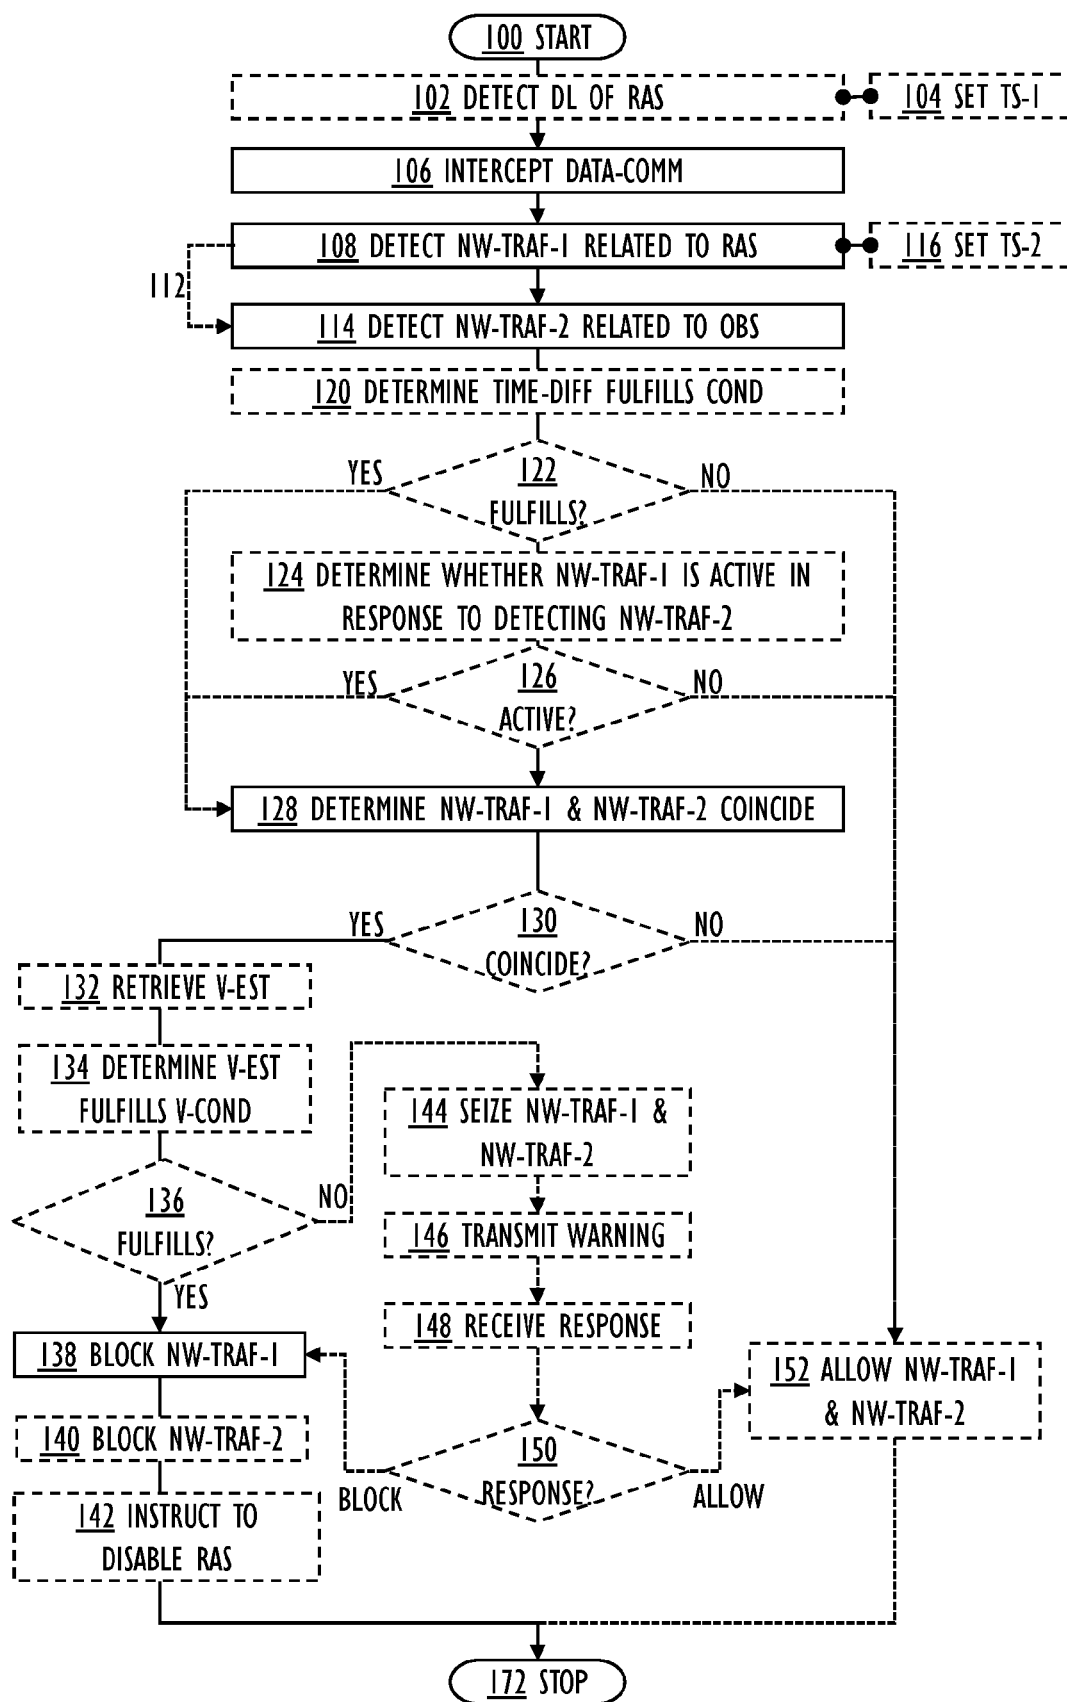 100 START
102 DETECT DL OF RAS
104 SET TS-1
106 INTERCEPT DATA-COMM
108 DETECT NW-TRAF-1 RELATED TO RAS
116 SET TS-2
112
114 DETECT NW-TRAF-2 RELATED TO OBS
120 DETERMINE TIME-DIFF FULFILLS COND
YES
122
FULFILLS?
NO
124 DETERMINE WHETHER NW-TRAF-1 IS ACTIVE IN
RESPONSE TO DETECTING NW-TRAF-2
YES
126
ACTIVE?
NO
128 DETERMINE NW-TRAF-1 & NW-TRAF-2 COINCIDE
YES
130
COINCIDE?
NO
132 RETRIEVE V-EST
134 DETERMINE V-EST
FULFILLS V-COND
136
FULFILLS?
NO
YES
144 SEIZE NW-TRAF-1 &
NW-TRAF-2
146 TRANSMIT WARNING
148 RECEIVE RESPONSE
138 BLOCK NW-TRAF-1
152 ALLOW NW-TRAF-1
& NW-TRAF-2
140 BLOCK NW-TRAF-2
150
RESPONSE?
BLOCK
ALLOW
142 INSTRUCT TO
DISABLE RAS
172 STOP